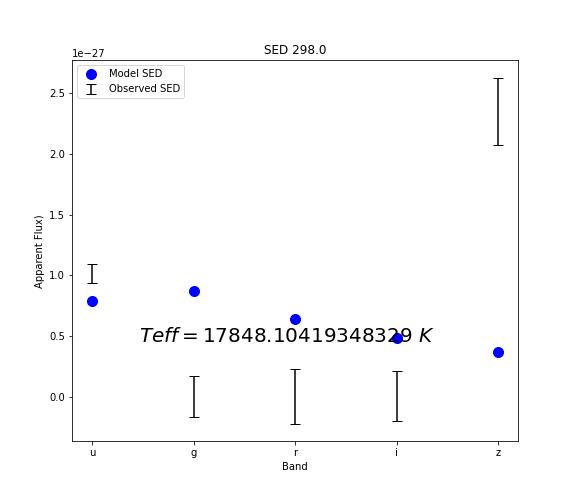 SED 298.0
1e−27
Model SED
Observed SED
2.5
2.0
1.5
1.0
0.5
0.0
Apparent Flux)
Teff = 17848.10419348329 K
u g r i z
Band